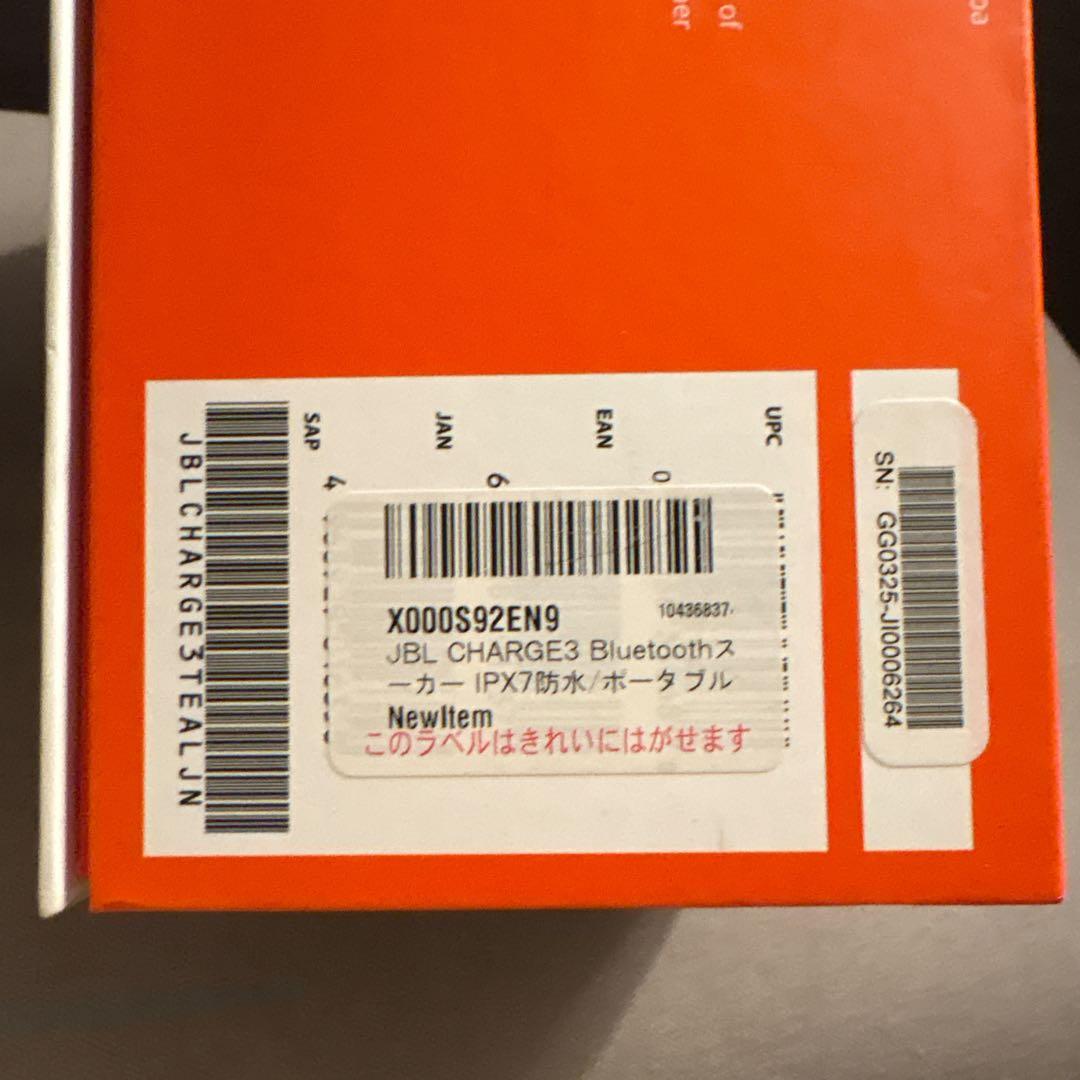 of
JBLCHARGE3TEALJN
SAP
4
JAN
6
EAN
0
UPC
X000S92EN9
10436837
JBL CHARGE3 Bluetoothス
ーカー IPX7防水/ポータブル
NewItem
このラベルはきれいにはがせます
SN: GG0325-JI0006264